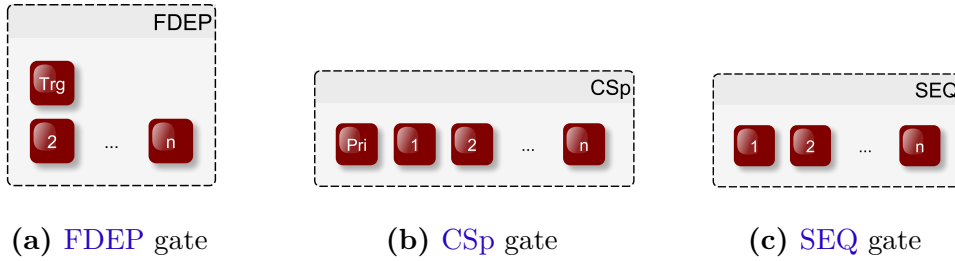 FDEP
Trg
2 ... n
(a) FDEP gate
CSp
Pri 1 2 ... n
(b) CSp gate
SEQ
1 2 ... n
(c) SEQ gate